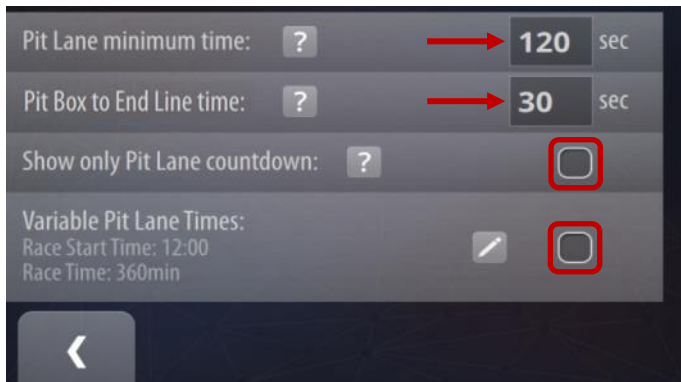 Pit Lane minimum time: ? 120 sec
Pit Box to End Line time: ? 30 sec
Show only Pit Lane countdown: ?
Variable Pit Lane Times:
Race Start Time: 12:00
Race Time: 360min